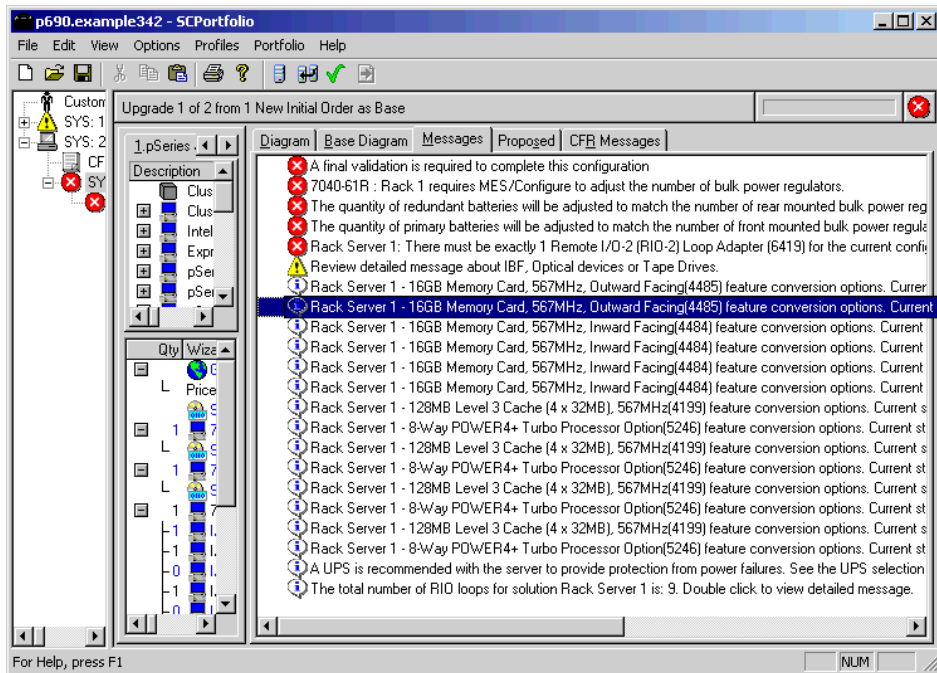 p690.example342 - SCPortfolio
File Edit View Options Profiles Portfolio Help
Custom
SYS: 1
SYS: 2
CF
SY
Upgrade 1 of 2 from 1 New Initial Order as Base
1.pSeries
Description
Clus
Clus
Intel
Expr
pSer
pSer
Qty Wiza
Price
1 7
1 7
1 7
-1
-1
-0
-1
-0
Diagram Base Diagram Messages Proposed CFR Messages
A final validation is required to complete this configuration
7040-61R : Rack 1 requires MES/Configure to adjust the number of bulk power regulators.
The quantity of redundant batteries will be adjusted to match the number of rear mounted bulk power reg
The quantity of primary batteries will be adjusted to match the number of front mounted bulk power regula
Rack Server 1: There must be exactly 1 Remote I/O-2 (RIO-2) Loop Adapter (6419) for the current confi
Review detailed message about IBF, Optical devices or Tape Drives.
Rack Server 1 - 16GB Memory Card, 567MHz, Outward Facing(4485) feature conversion options. Curren
Rack Server 1 - 16GB Memory Card, 567MHz, Outward Facing(4485) feature conversion options. Current
Rack Server 1 - 16GB Memory Card, 567MHz, Inward Facing(4484) feature conversion options. Current
Rack Server 1 - 16GB Memory Card, 567MHz, Inward Facing(4484) feature conversion options. Current
Rack Server 1 - 16GB Memory Card, 567MHz, Inward Facing(4484) feature conversion options. Current
Rack Server 1 - 16GB Memory Card, 567MHz, Inward Facing(4484) feature conversion options. Current
Rack Server 1 - 128MB Level 3 Cache (4 x 32MB), 567MHz(4199) feature conversion options. Current s
Rack Server 1 - 8-Way POWER4+ Turbo Processor Option(5246) feature conversion options. Current st
Rack Server 1 - 128MB Level 3 Cache (4 x 32MB), 567MHz(4199) feature conversion options. Current s
Rack Server 1 - 8-Way POWER4+ Turbo Processor Option(5246) feature conversion options. Current st
Rack Server 1 - 128MB Level 3 Cache (4 x 32MB), 567MHz(4199) feature conversion options. Current s
Rack Server 1 - 8-Way POWER4+ Turbo Processor Option(5246) feature conversion options. Current st
Rack Server 1 - 128MB Level 3 Cache (4 x 32MB), 567MHz(4199) feature conversion options. Current s
Rack Server 1 - 8-Way POWER4+ Turbo Processor Option(5246) feature conversion options. Current st
A UPS is recommended with the server to provide protection from power failures. See the UPS selection
The total number of RIO loops for solution Rack Server 1 is: 9. Double click to view detailed message.
For Help, press F1
NUM